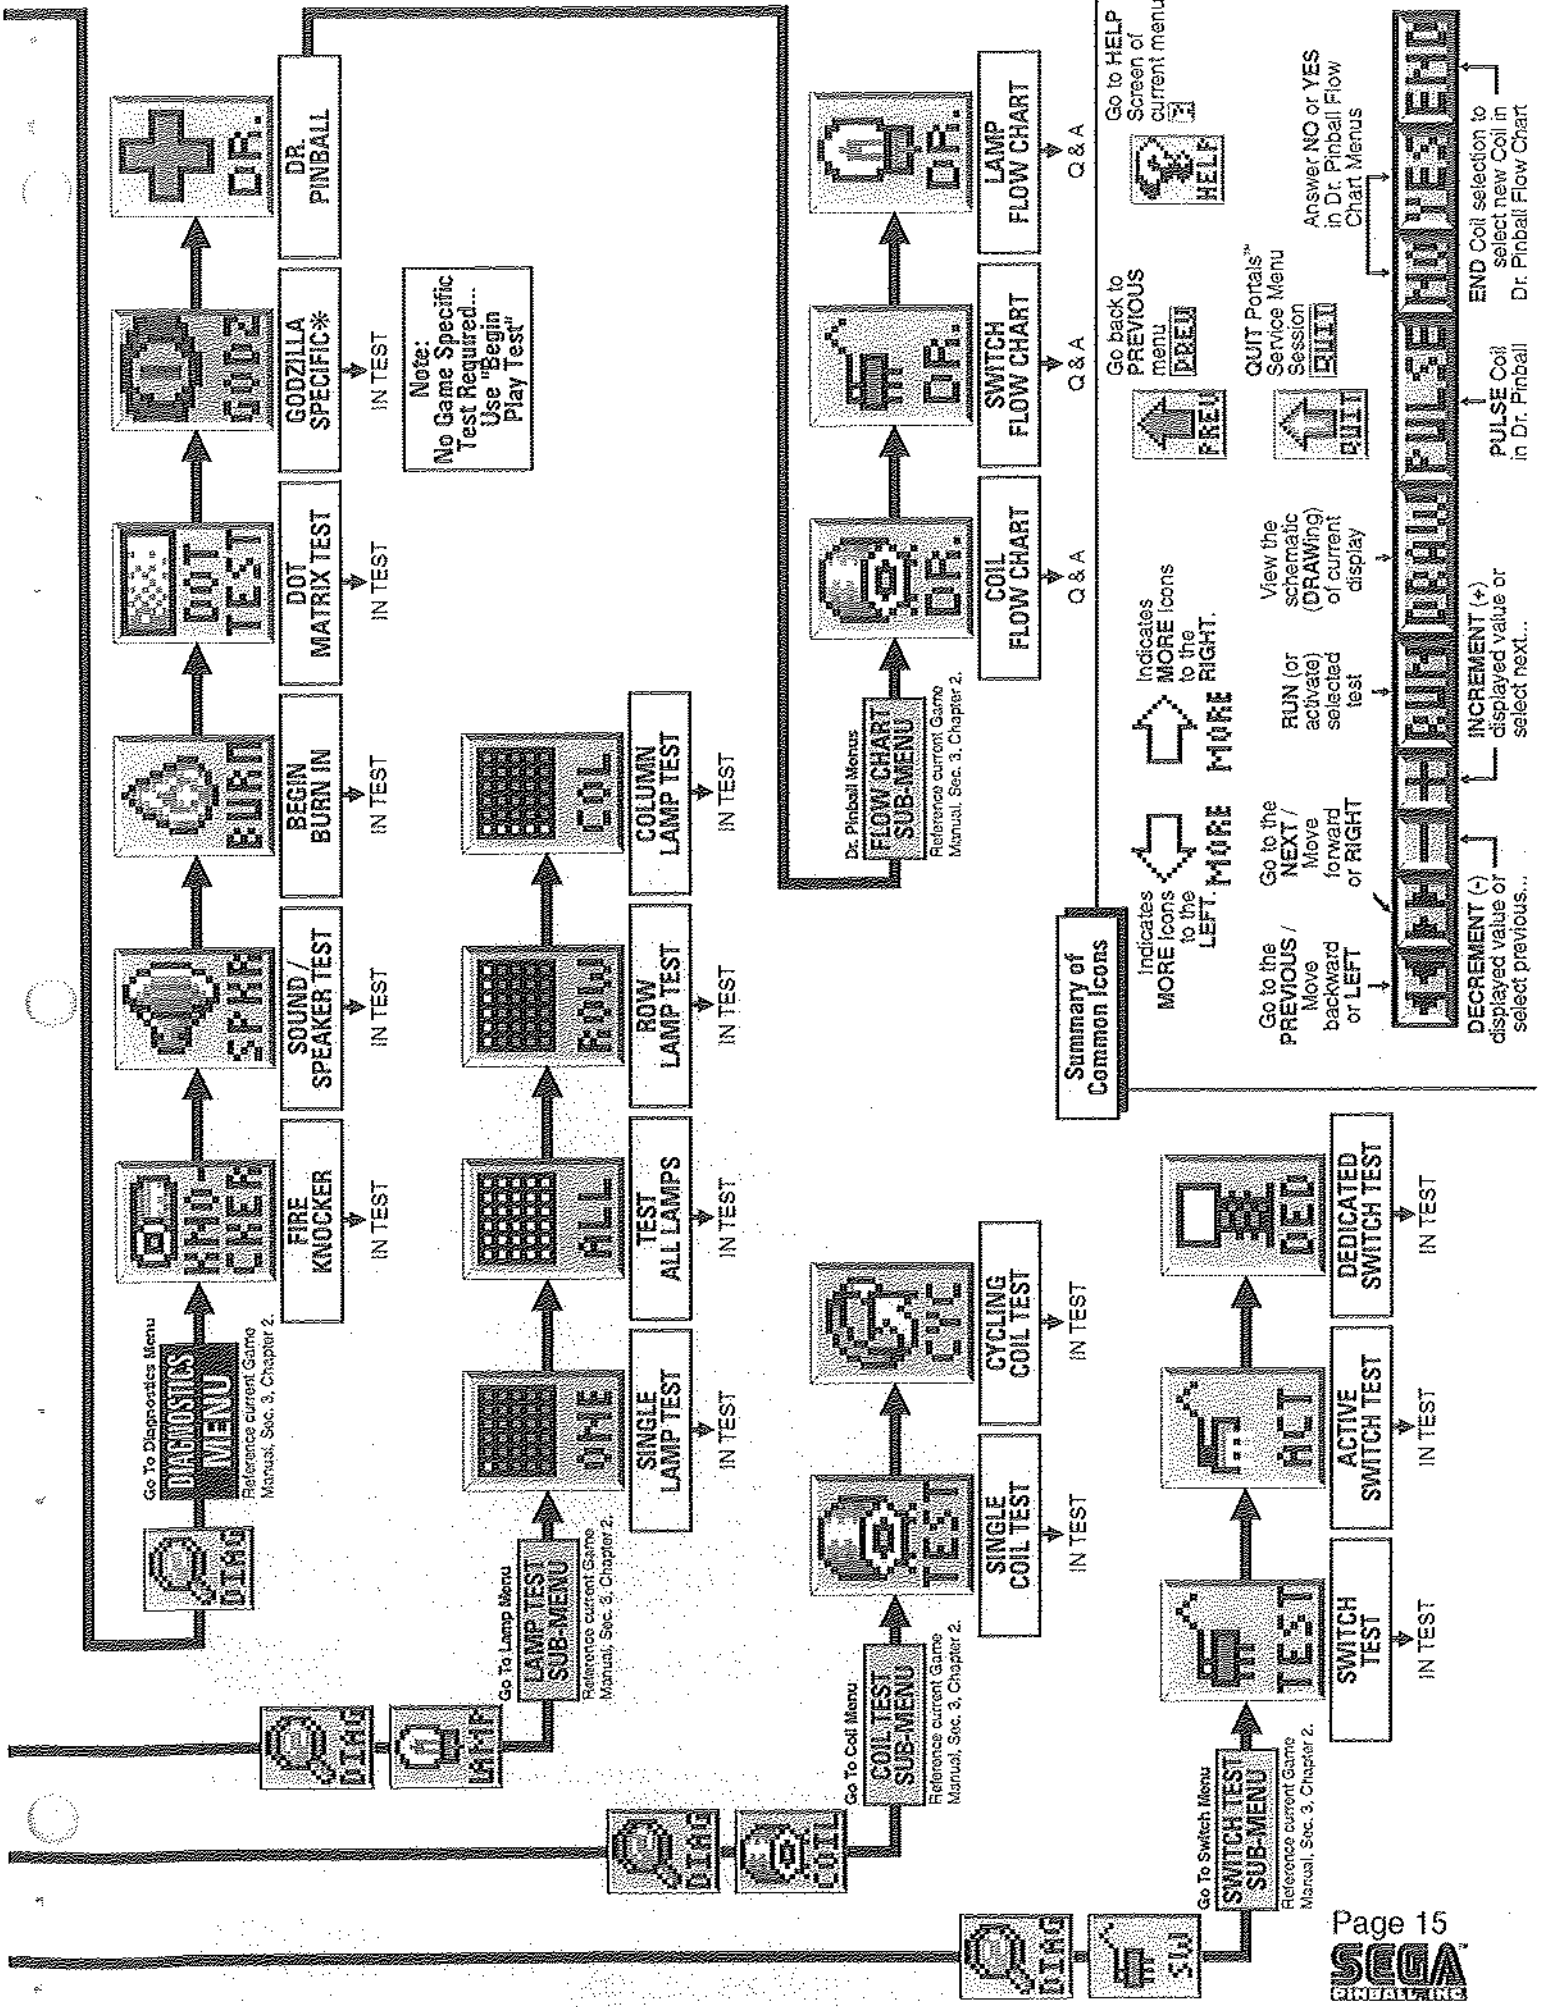 Go To Diagnostics Menu
DIAG
DIAGNOSTICS
MENU
Reference current Game
Manual, Sec. 3, Chapter 2.
KNO-
CKER
FIRE
KNOCKER
IN TEST
SPKR
SOUND /
SPEAKER TEST
IN TEST
BURN
BEGIN
BURN IN
IN TEST
DOT
TEST
DOT
MATRIX TEST
IN TEST
GODZ
GODZILLA
SPECIFIC*
IN TEST
Note:
No Game Specific
Test Required...
Use "Begin
Play Test"
DR.
DR.
PINBALL
DIAG
LAMP
Go To Lamp Menu
LAMP TEST
SUB-MENU
Reference current Game
Manual, Sec. 3, Chapter 2.
ONE
SINGLE
LAMP TEST
IN TEST
ALL
TEST
ALL LAMPS
IN TEST
ROW
ROW
LAMP TEST
IN TEST
COL
COLUMN
LAMP TEST
IN TEST
DIAG
COIL
Go To Coil Menu
COIL TEST
SUB-MENU
Reference current Game
Manual, Sec. 3, Chapter 2.
TEST
SINGLE
COIL TEST
IN TEST
CYC
CYCLING
COIL TEST
IN TEST
Dr. Pinball Menus
FLOW CHART
SUB-MENU
Reference current Game
Manual, Sec. 3, Chapter 2.
DR.
COIL
FLOW CHART
Q & A
DR.
SWITCH
FLOW CHART
Q & A
DR.
LAMP
FLOW CHART
Q & A
DIAG
SW
Go To Switch Menu
SWITCH TEST
SUB-MENU
Reference current Game
Manual, Sec. 3, Chapter 2.
TEST
SWITCH
TEST
IN TEST
ACT
ACTIVE
SWITCH TEST
IN TEST
DED
DEDICATED
SWITCH TEST
IN TEST
Summary of
Common Icons
Indicates
MORE Icons
to the
LEFT.
MORE
Indicates
MORE Icons
to the
RIGHT.
MORE
PREV
Go back to
PREVIOUS
menu
PREV
HELP
Go to HELP
Screen of
current menu
?
Go to the
PREVIOUS /
Move
backward
or LEFT
Go to the
NEXT /
Move
forward
or RIGHT
RUN (or
activate)
selected
test
View the
schematic
(DRAWing)
of current
display
QUIT
QUIT Portals™
Service Menu
Session
QUIT
Answer NO or YES
in Dr. Pinball Flow
Chart Menus
- + RUN DRAW PULSE NO YES END
DECREMENT (-)
displayed value or
select previous...
INCREMENT (+)
displayed value or
select next...
PULSE Coil
in Dr. Pinball
END Coil selection to
select new Coil in
Dr. Pinball Flow Chart
Page 15
SEGA™
PINBALL, INC.